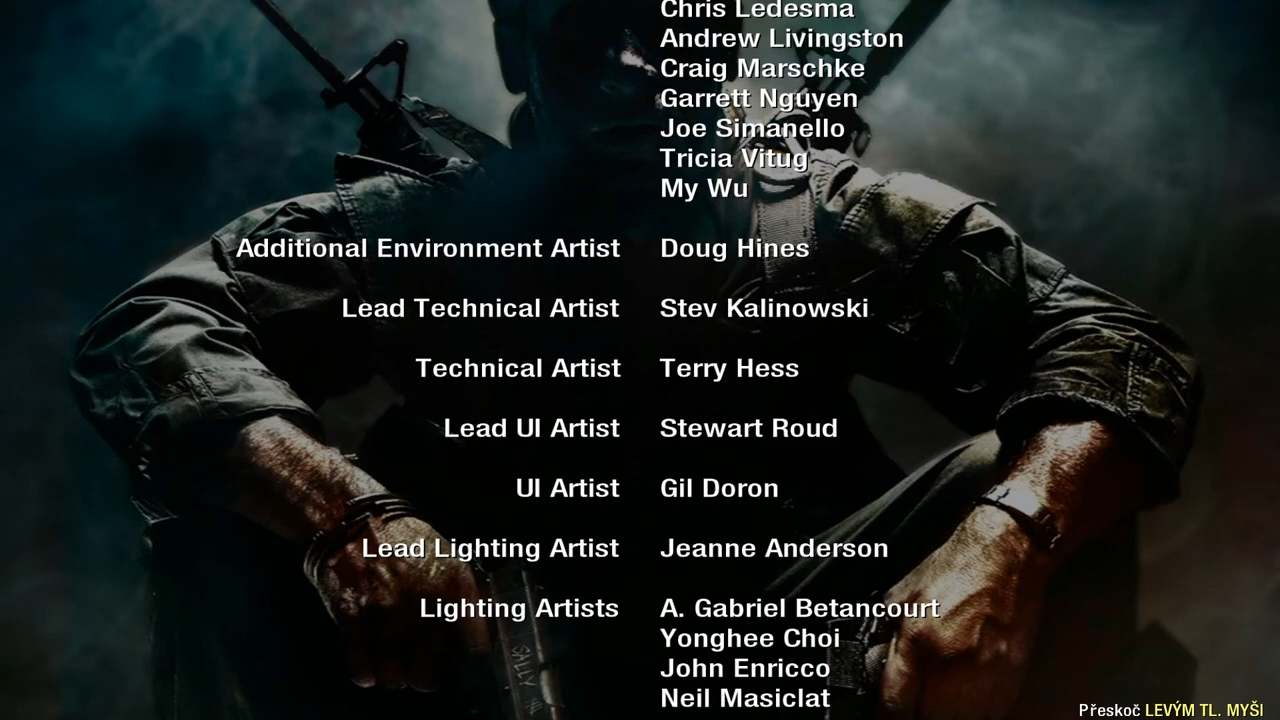 Chris Ledesma
Andrew Livingston
Craig Marschke
Garrett Nguyen
Joe Simanello
Tricia Vitug
My Wu
Additional Environment Artist Doug Hines
Lead Technical Artist Stev Kalinowski
Technical Artist Terry Hess
Lead UI Artist Stewart Roud
UI Artist Gil Doron
Lead Lighting Artist Jeanne Anderson
Lighting Artists A. Gabriel Betancourt
Yonghee Choi
John Enricco
Neil Masiclat
SALLY
Přeskoč LEVÝM TL. MYŠI